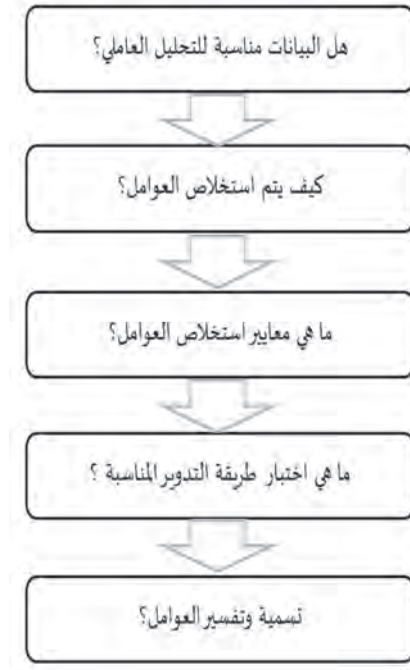 هل البيانات مناسبة للتحليل العاملي؟
كيف يتم استخلاص العوامل؟
ما هي معايير استخلاص العوامل؟
ما هي اختبار طريقة التدوير المناسبة ؟
تسمية وتفسير العوامل؟